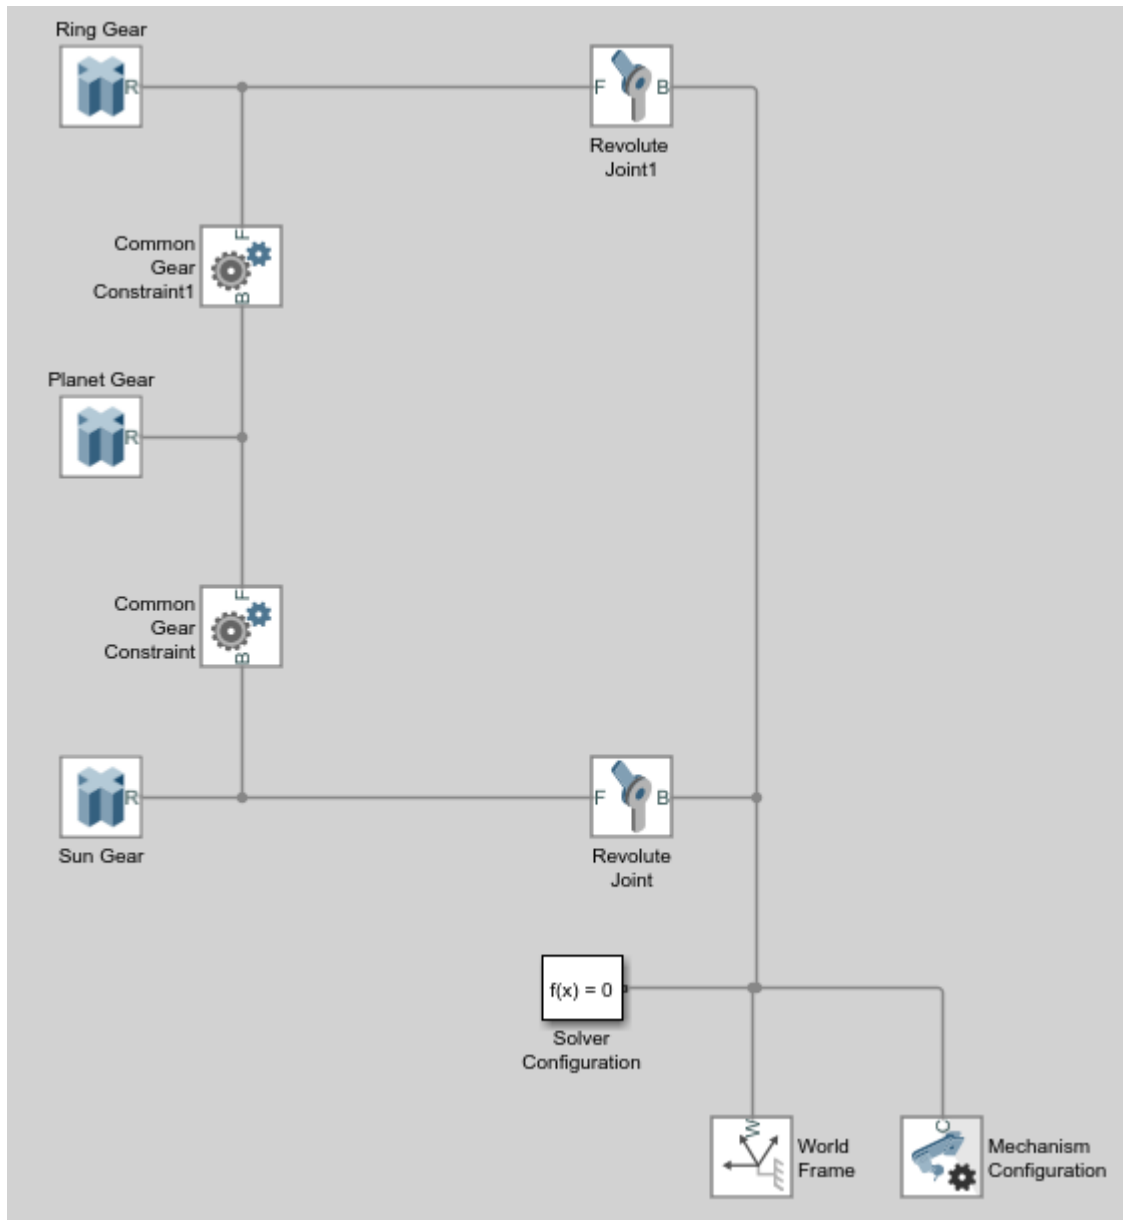 Ring Gear
R
F
B
Revolute
Joint1
F
Common
Gear
Constraint1
B
Planet Gear
R
F
Common
Gear
Constraint
B
R
F
B
Sun Gear
Revolute
Joint
f(x) = 0
Solver
Configuration
W
World
Frame
C
Mechanism
Configuration